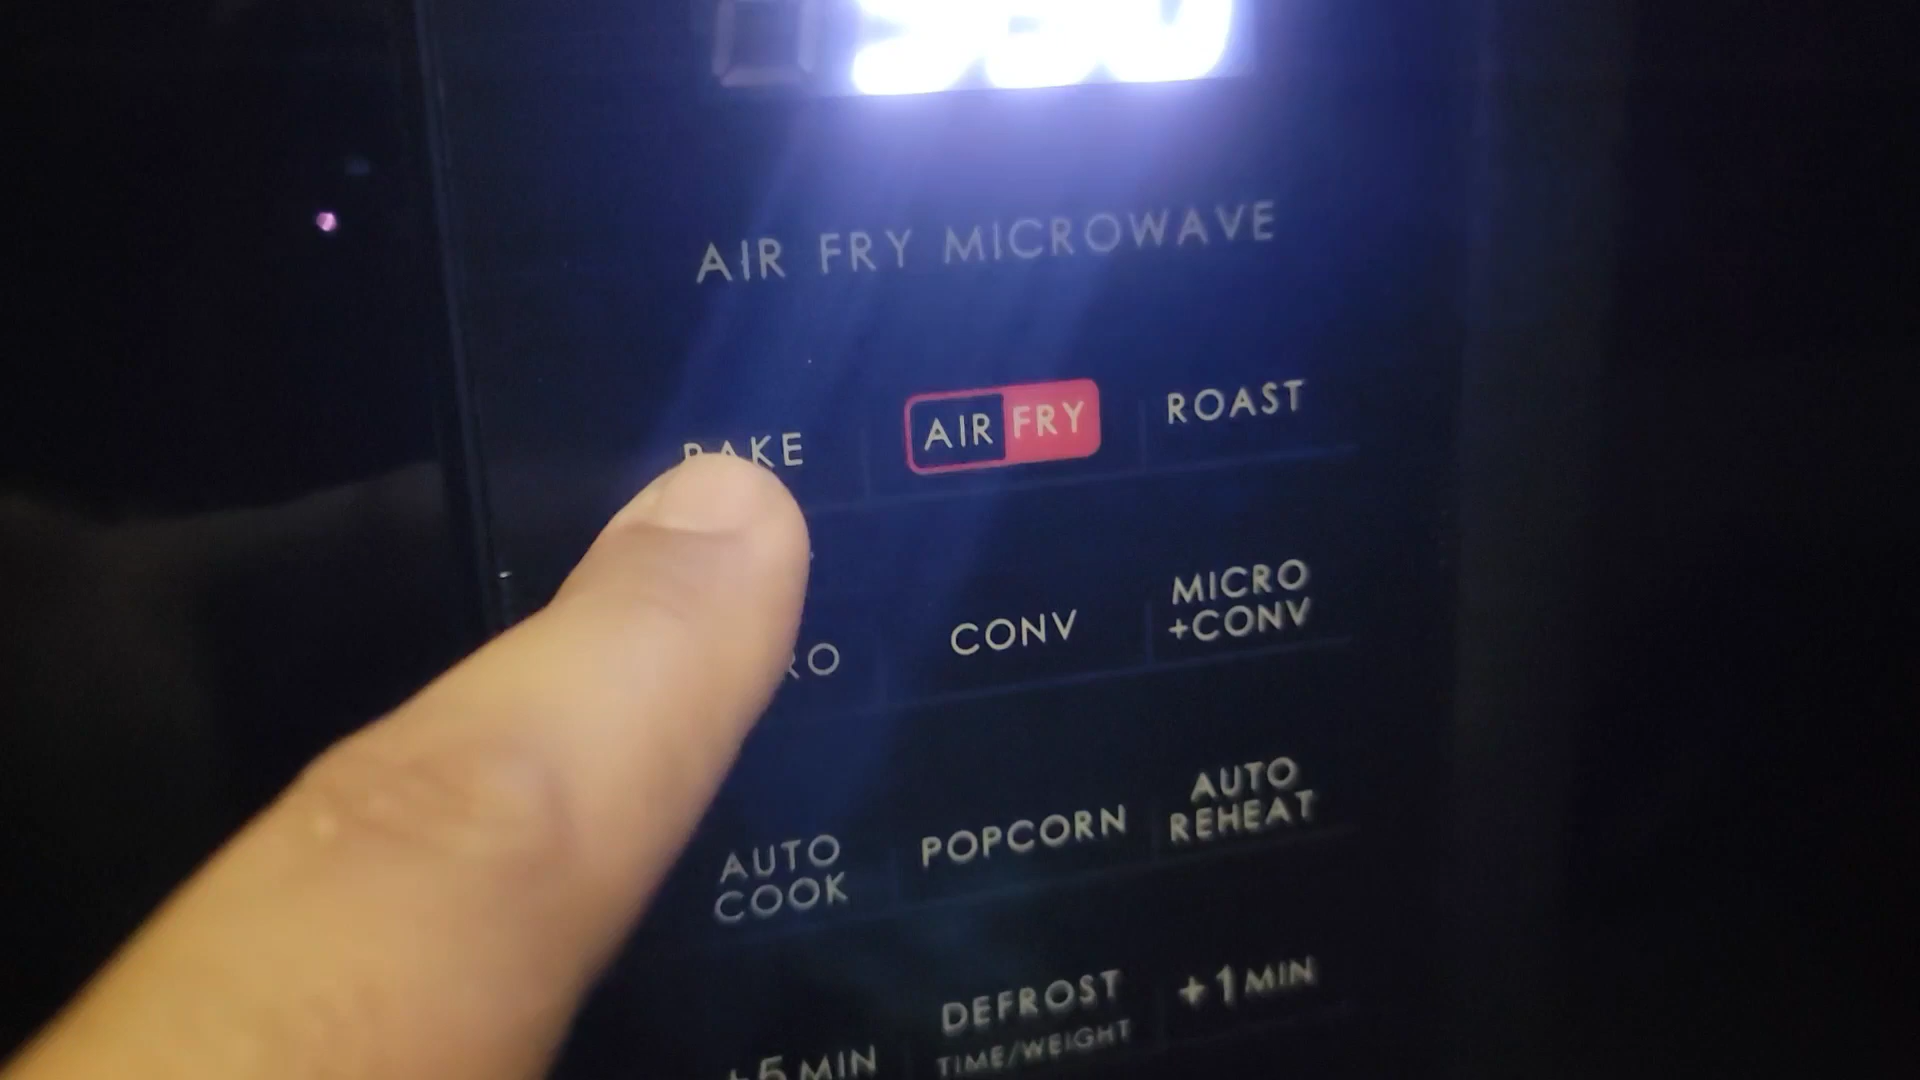 AIR FRY MICROWAVE
BAKE AIR FRY ROAST
CONV MICRO
+CONV
AUTO
COOK
POPCORN
AUTO
REHEAT
+5 MIN
DEFROST
TIME/WEIGHT
+1 MIN